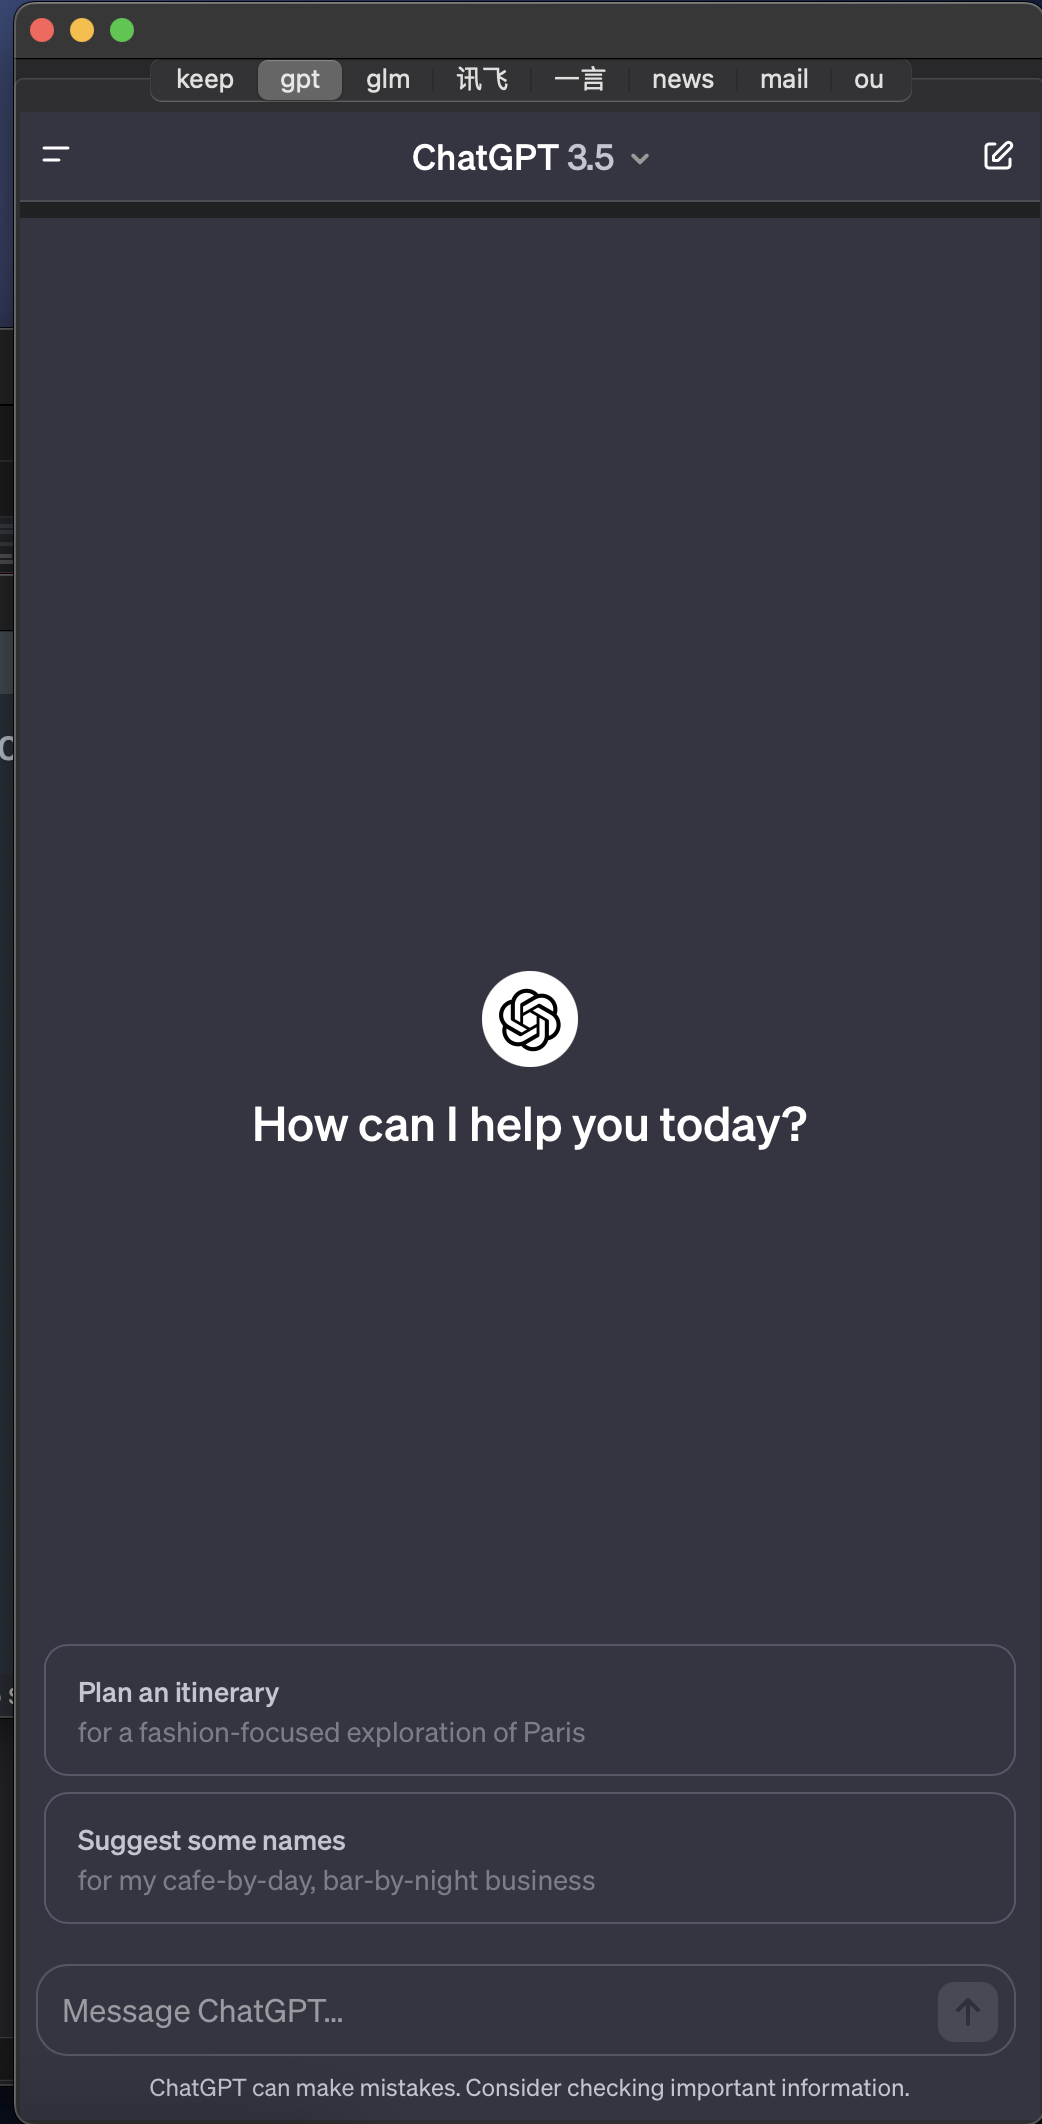 keep gpt glm 讯飞 一言 news mail ou
ChatGPT 3.5
How can I help you today?
Plan an itinerary
for a fashion-focused exploration of Paris
Suggest some names
for my cafe-by-day, bar-by-night business
Message ChatGPT...
ChatGPT can make mistakes. Consider checking important information.